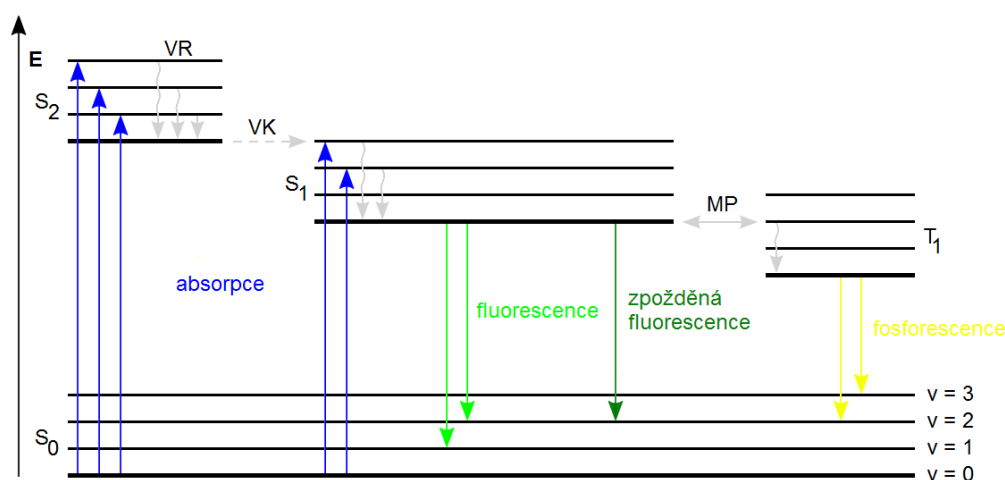 E
VR
S2
VK
S1
MP
T1
absorpce
fluorescence
zpožděná
fluorescence
fosforescence
v = 3
v = 2
S0
v = 1
v = 0